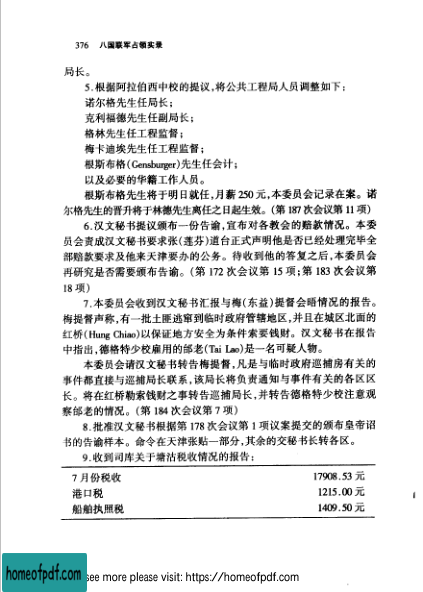 376 八国联军占领实录
局长。
5.根据阿拉伯西中校的提议,将公共工程局人员调整如下:
诺尔格先生任局长;
克利福德先生任副局长;
格林先生任工程监督;
梅卡迪埃先生任工程监督;
根斯布格(Gensburger)先生任会计;
以及必要的华籍工作人员。
根斯布格先生将于明日就任,月薪250元,本委员会记录在案。诺
尔格先生的晋升将于林德先生离任之日起生效。(第187次会议第11项)
6.汉文秘书提议颁布一份告谕,宣布对各教会的赔款情况。本委
员会责成汉文秘书要求张(莲芬)道台正式声明他是否已经处理完毕全
部赔款要求及他来天津要办的公务。待收到他的答复之后,本委员会
再研究是否需要颁布告谕。(第172次会议第15项;第183次会议第
18项)
7.本委员会收到汉文秘书汇报与梅(东益)提督会晤情况的报告。
梅提督声称,有一批土匪逃窜到临时政府管辖地区,并且在城区北面的
红桥(Hung Chiao)以保证地方安全为条件索要钱财。汉文秘书在报告
中指出,德格特少校雇用的邰老(Tai Lao)是一名可疑人物。
本委员会请汉文秘书转告梅提督,凡是与临时政府巡捕房有关的
事件都直接与巡捕局长联系,该局长将负责通知与事件有关的各区区
长。将在红桥勒索钱财之事转告巡捕局长,并转告德格特少校注意观
察邰老的情况。(第184次会议第7项)
8.批准汉文秘书根据第178次会议第1项议案提交的颁布皇帝诏
书的告谕样本。命令在天津张贴一部分,其余的交秘书长转各区。
9.收到司库关于塘沽税收情况的报告:
7月份税收 17908.53元
港口税 1215.00元
船舶执照税 1409.50元
homeofpdf.com
see more please visit: https://homeofpdf.com